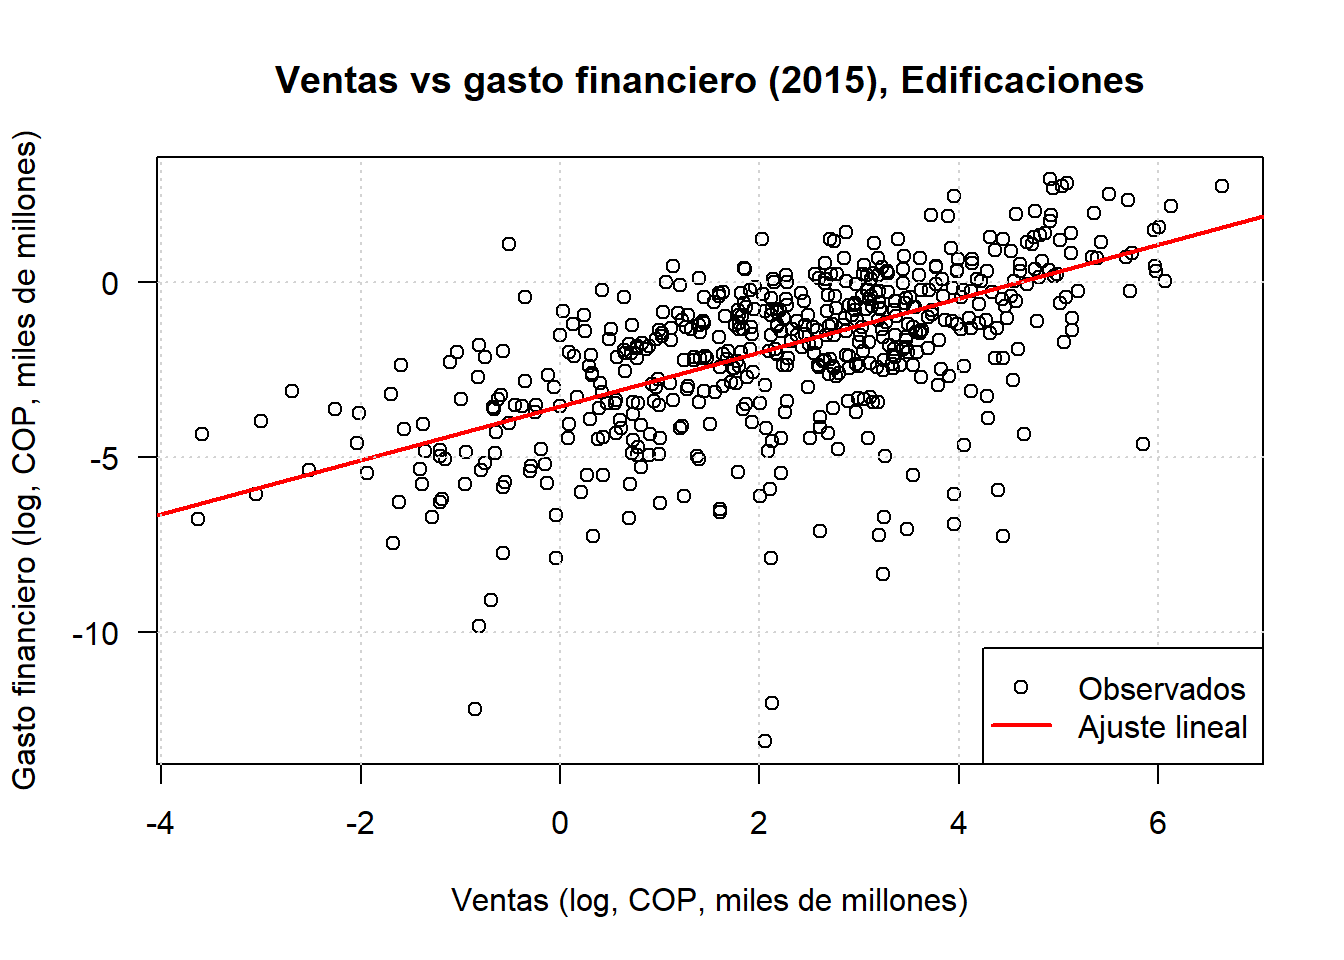 Ventas vs gasto financiero (2015), Edificaciones
Gasto financiero (log, COP, miles de millones)
0
-5
-10
Observados
Ajuste lineal
-4
-2
0
2
4
6
Ventas (log, COP, miles de millones)